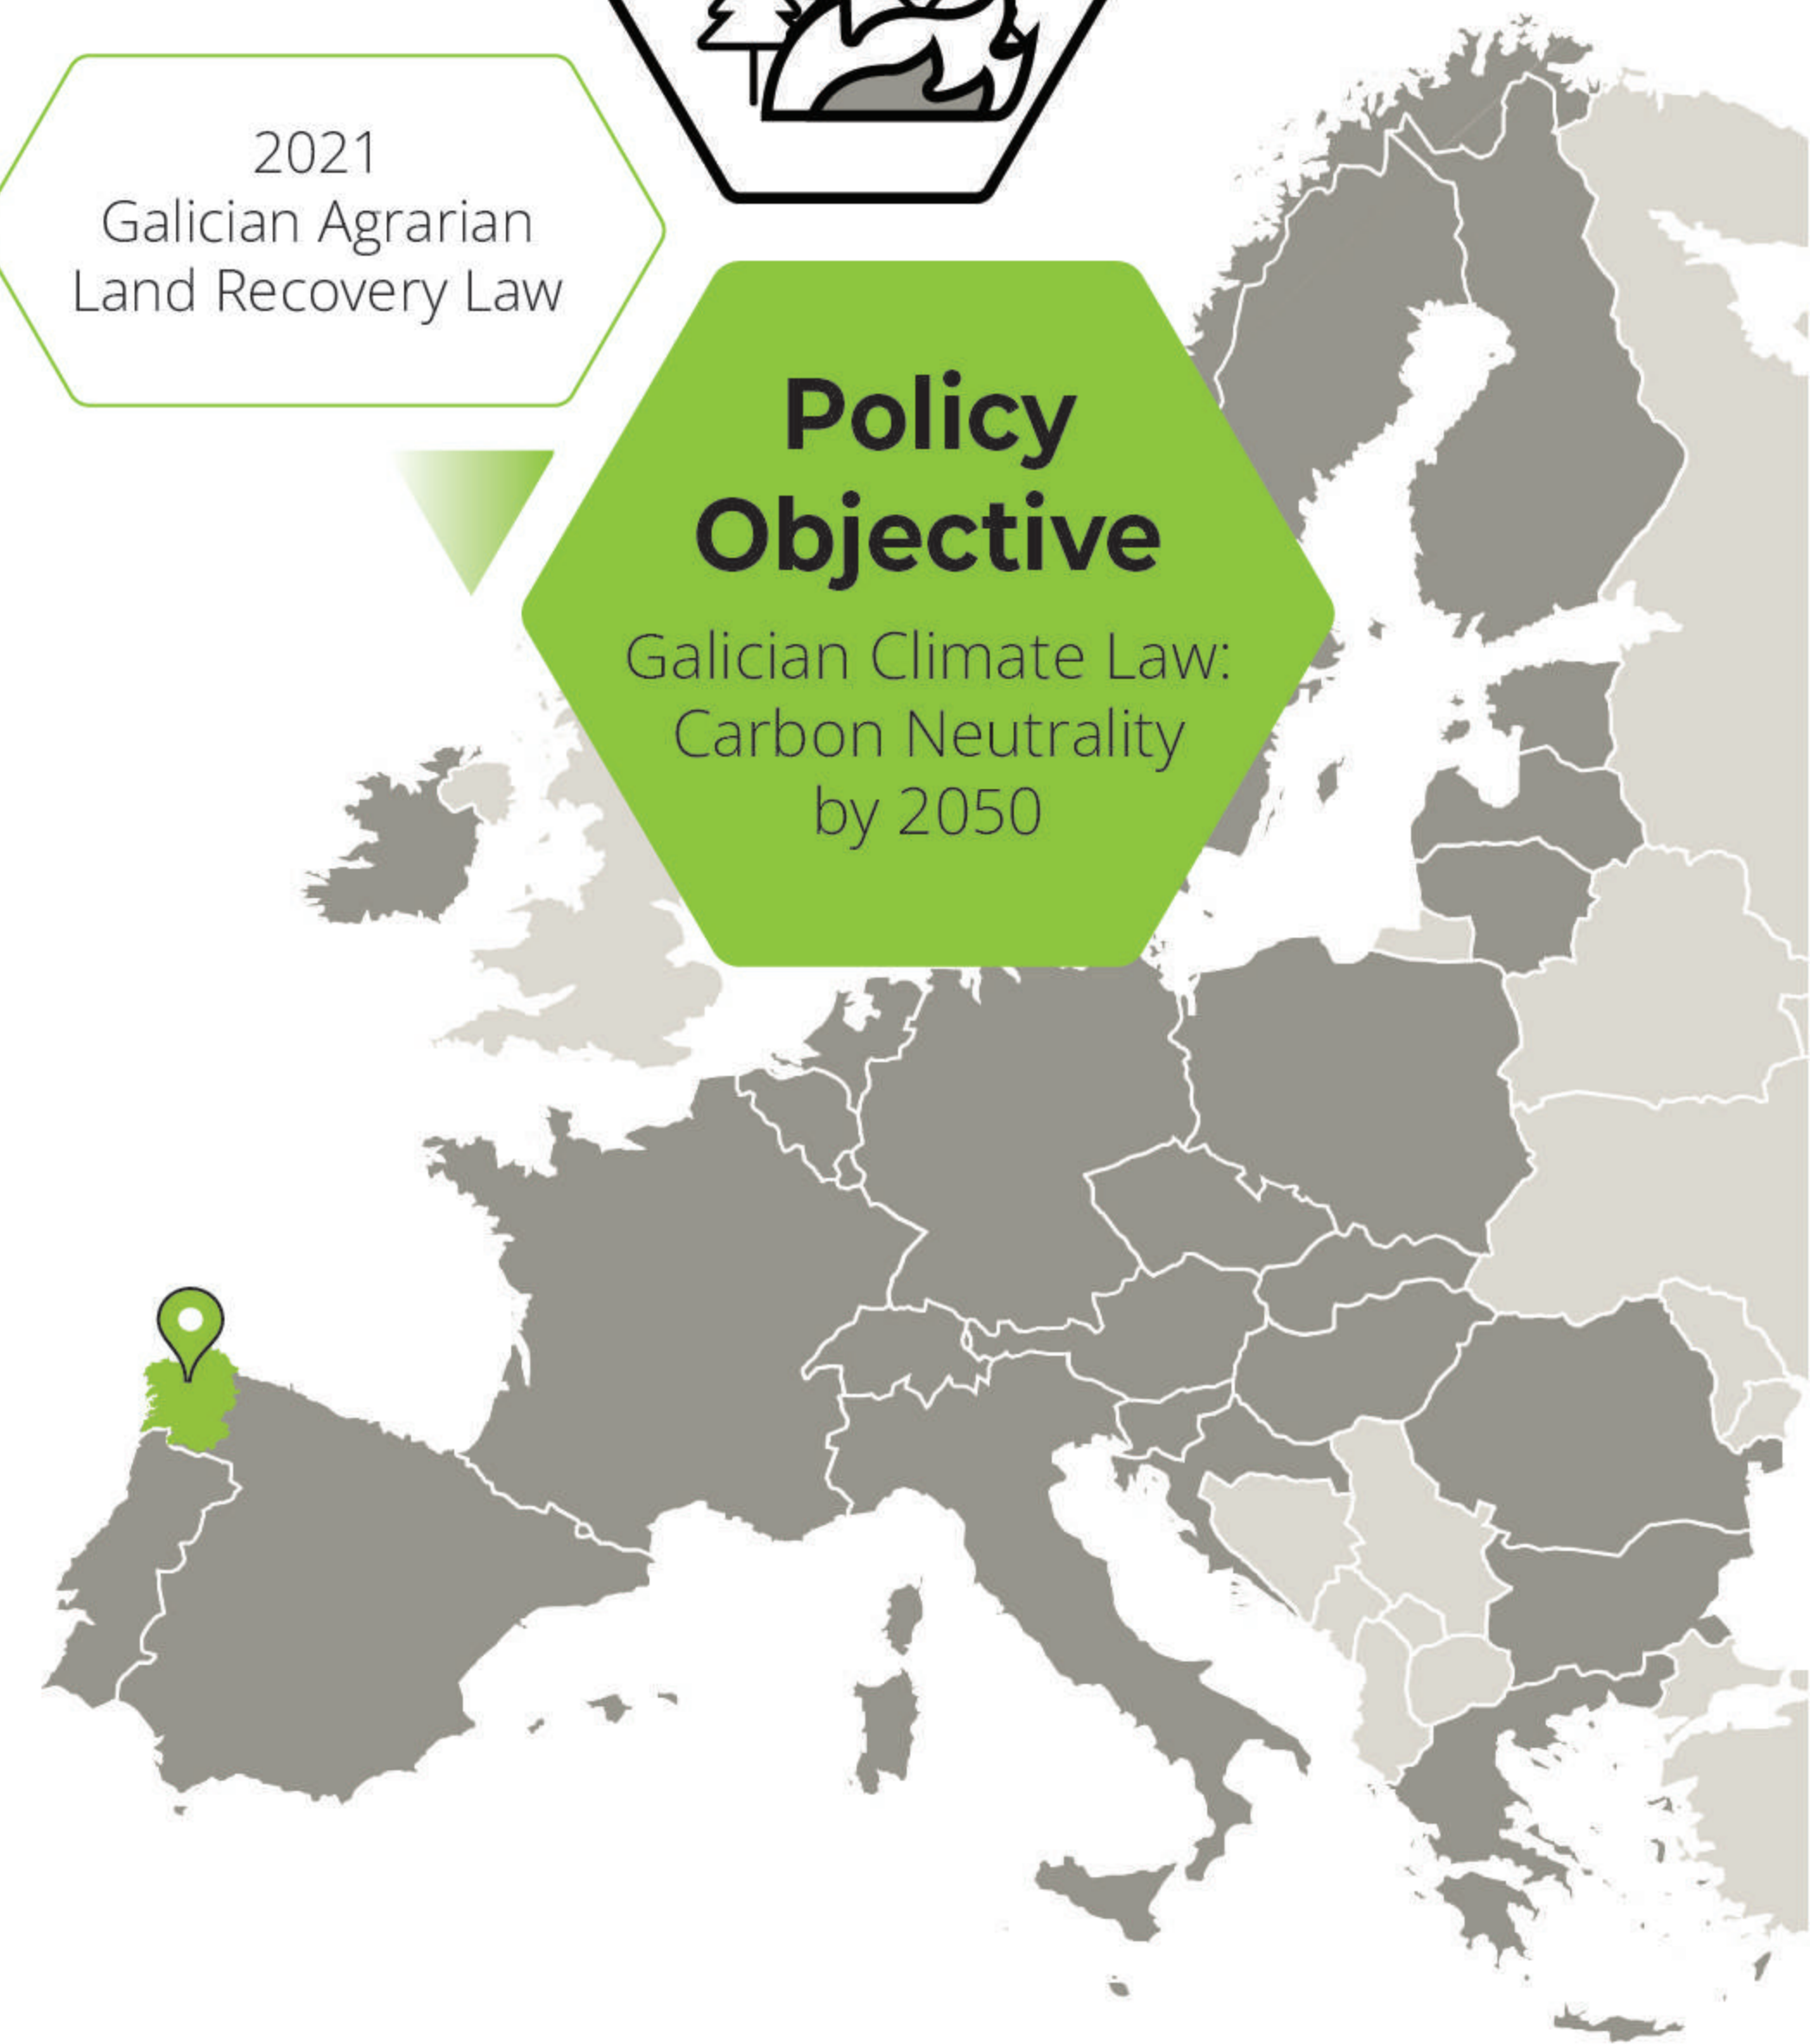 2021
Galician Agrarian
Land Recovery Law
Policy
Objective
Galician Climate Law:
Carbon Neutrality
by 2050